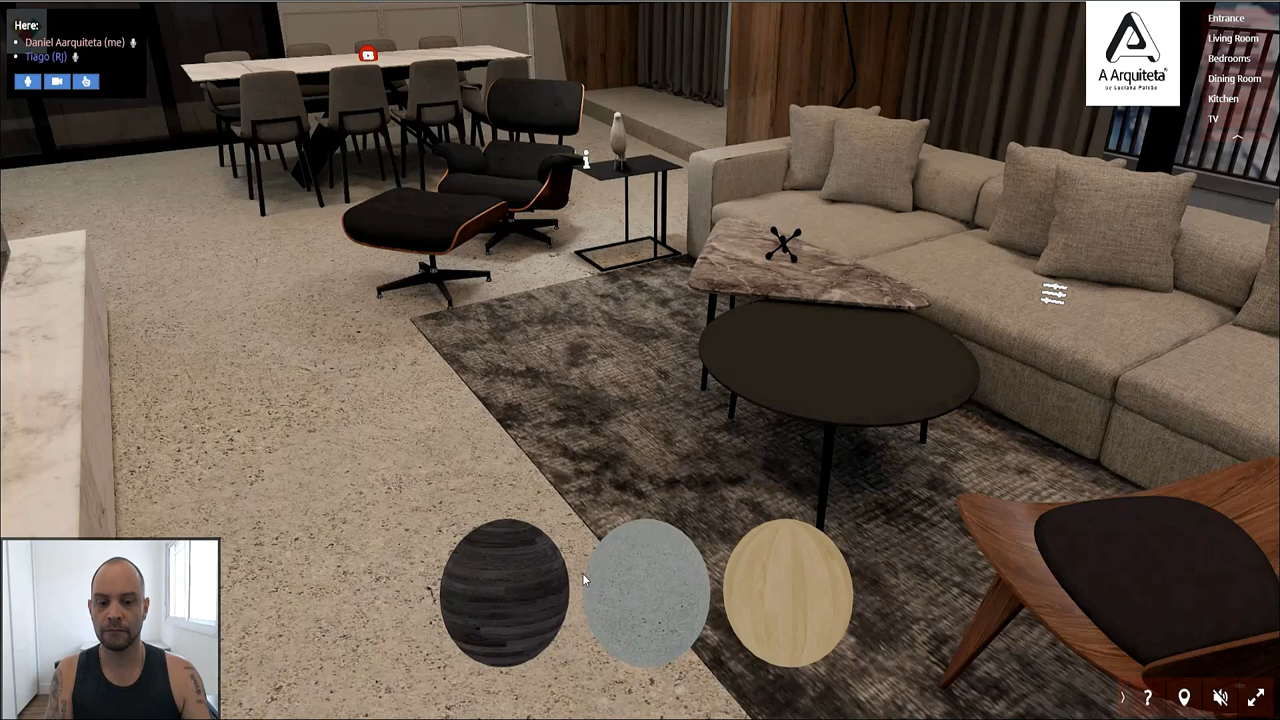 Here:
Daniel Aarquiteta (me)
Tiago (RJ)
A Arquiteta®
by Luciana Paixão
Entrance
Living Room
Bedrooms
Dining Room
Kitchen
TV
i
?